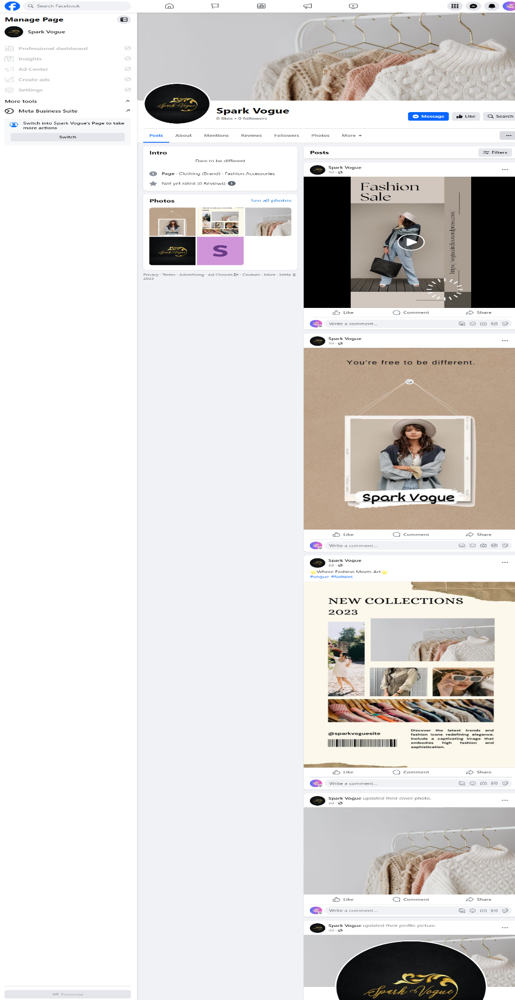 Search Facebook
Manage Page
Spark Vogue
Professional dashboard
Insights
Ad Center
Create ads
Settings
More tools
Meta Business Suite
Switch into Spark Vogue's Page to take
more actions
Switch
Promote
Spark Vogue
Spark Vogue
0 likes • 0 followers
Message
Like
Search
Posts
About
Mentions
Reviews
Followers
Photos
More
Intro
Dare to be different
Page · Clothing (Brand) · Fashion Accessories
Not yet rated (0 Reviews)
Photos
See all photos
NEW COLLECTIONS
2023
Spark Vogue
S
Privacy · Terms · Advertising · Ad Choices · Cookies · More · Meta ©
2023
Posts
Filters
Spark Vogue
3d ·
Fashion
Sale
Like
Comment
Share
Write a comment...
Spark Vogue
3d ·
You're free to be different.
Spark Vogue
Like
Comment
Share
Write a comment...
Spark Vogue
3d ·
🌟Where Fashion Meets Art🌟
#vogue #fashion
NEW COLLECTIONS
2023
@sparkvoguesite
Discover the latest trends and
fashion icons redefining elegance.
Include a captivating image that
embodies high fashion and
sophistication.
Like
Comment
Share
Write a comment...
Spark Vogue updated their cover photo.
3d ·
Like
Comment
Share
Write a comment...
Spark Vogue updated their profile picture.
3d ·
Spark Vogue